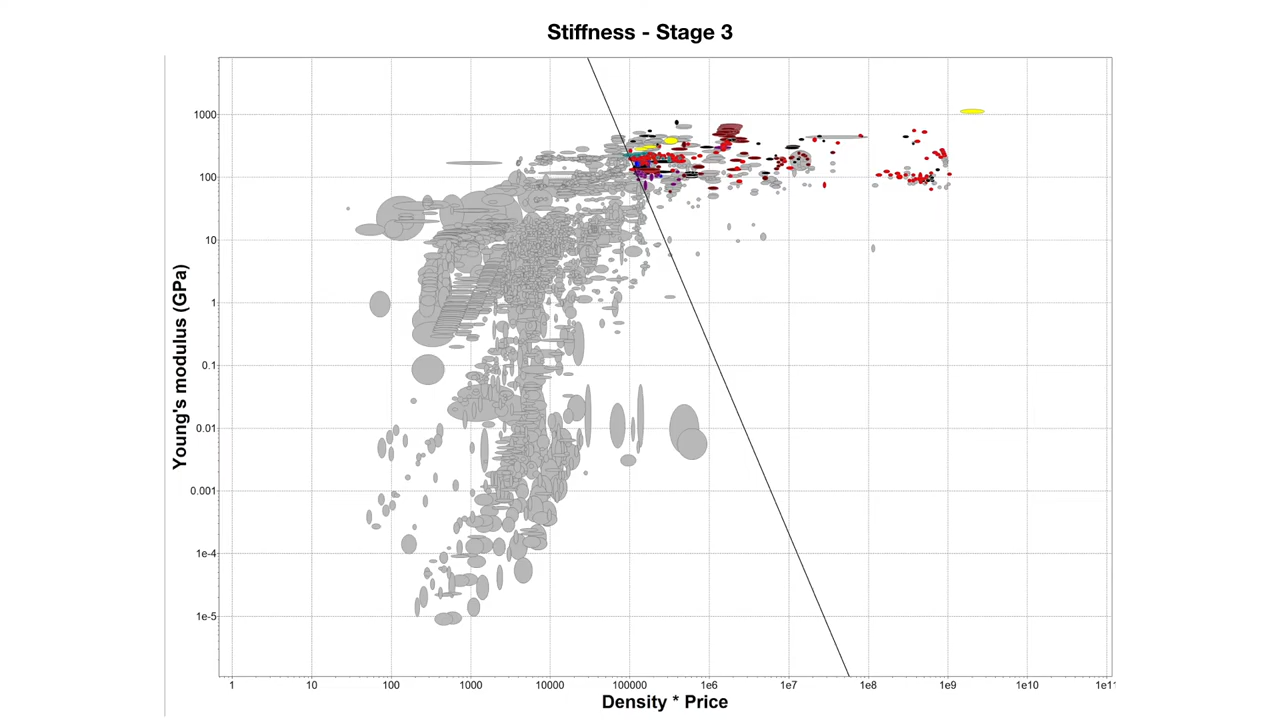 Stiffness - Stage 3
Young's modulus (GPa)
1000
100
10
1
0.1
0.01
0.001
1e-4
1e-5
1 10 100 1000 10000 100000 1e6 1e7 1e8 1e9 1e10 1e1
Density * Price